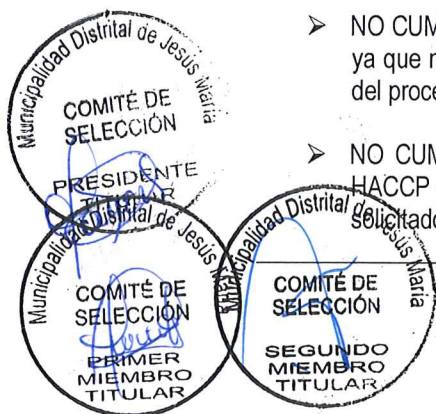 Municipalidad Distrital de Jesús María
COMITÉ DE
SELECCIÓN
PRESIDENTE
TITULAR
➤ NO CUM
ya que
del proce
➤ NO CUM
HACCP
solicitado
Municipalidad Distrital de Jesús
COMITÉ DE
SELECCIÓN
PRIMER
MIEMBRO
TITULAR
Municipalidad Distrital de Jesús María
COMITÉ DE
SELECCIÓN
SEGUNDO
MIEMBRO
TITULAR